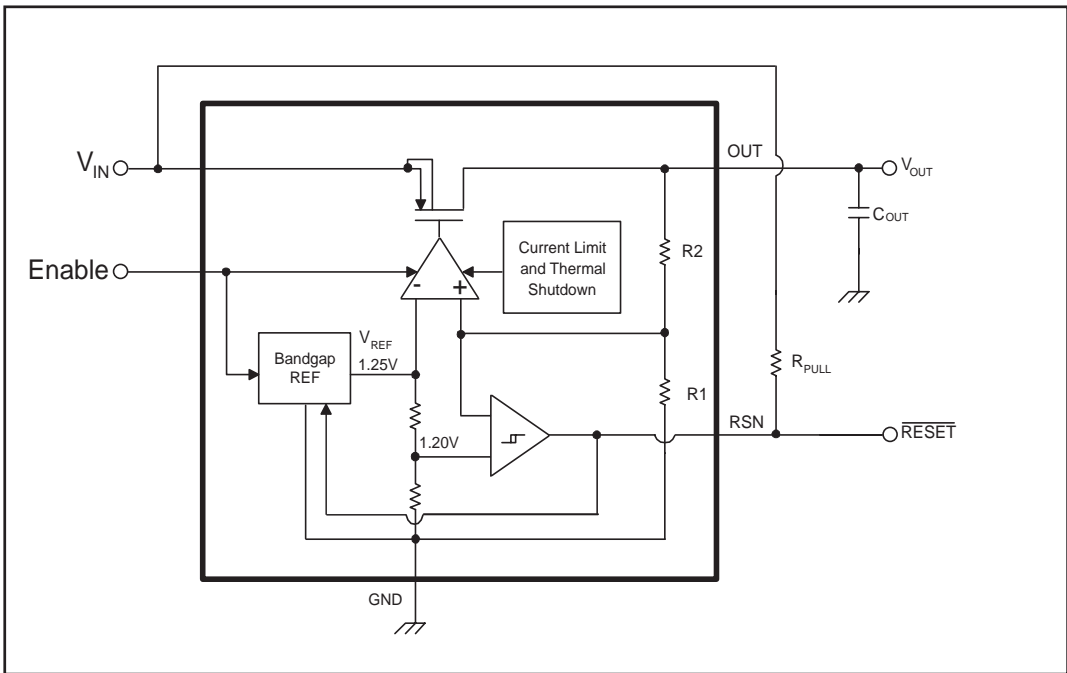 OUT
V_IN
V_OUT
C_OUT
Current Limit
and Thermal
Shutdown
R2
Enable
-
+
V_REF
1.25V
Bandgap
REF
R_PULL
R1
RSN
RESET
1.20V
GND